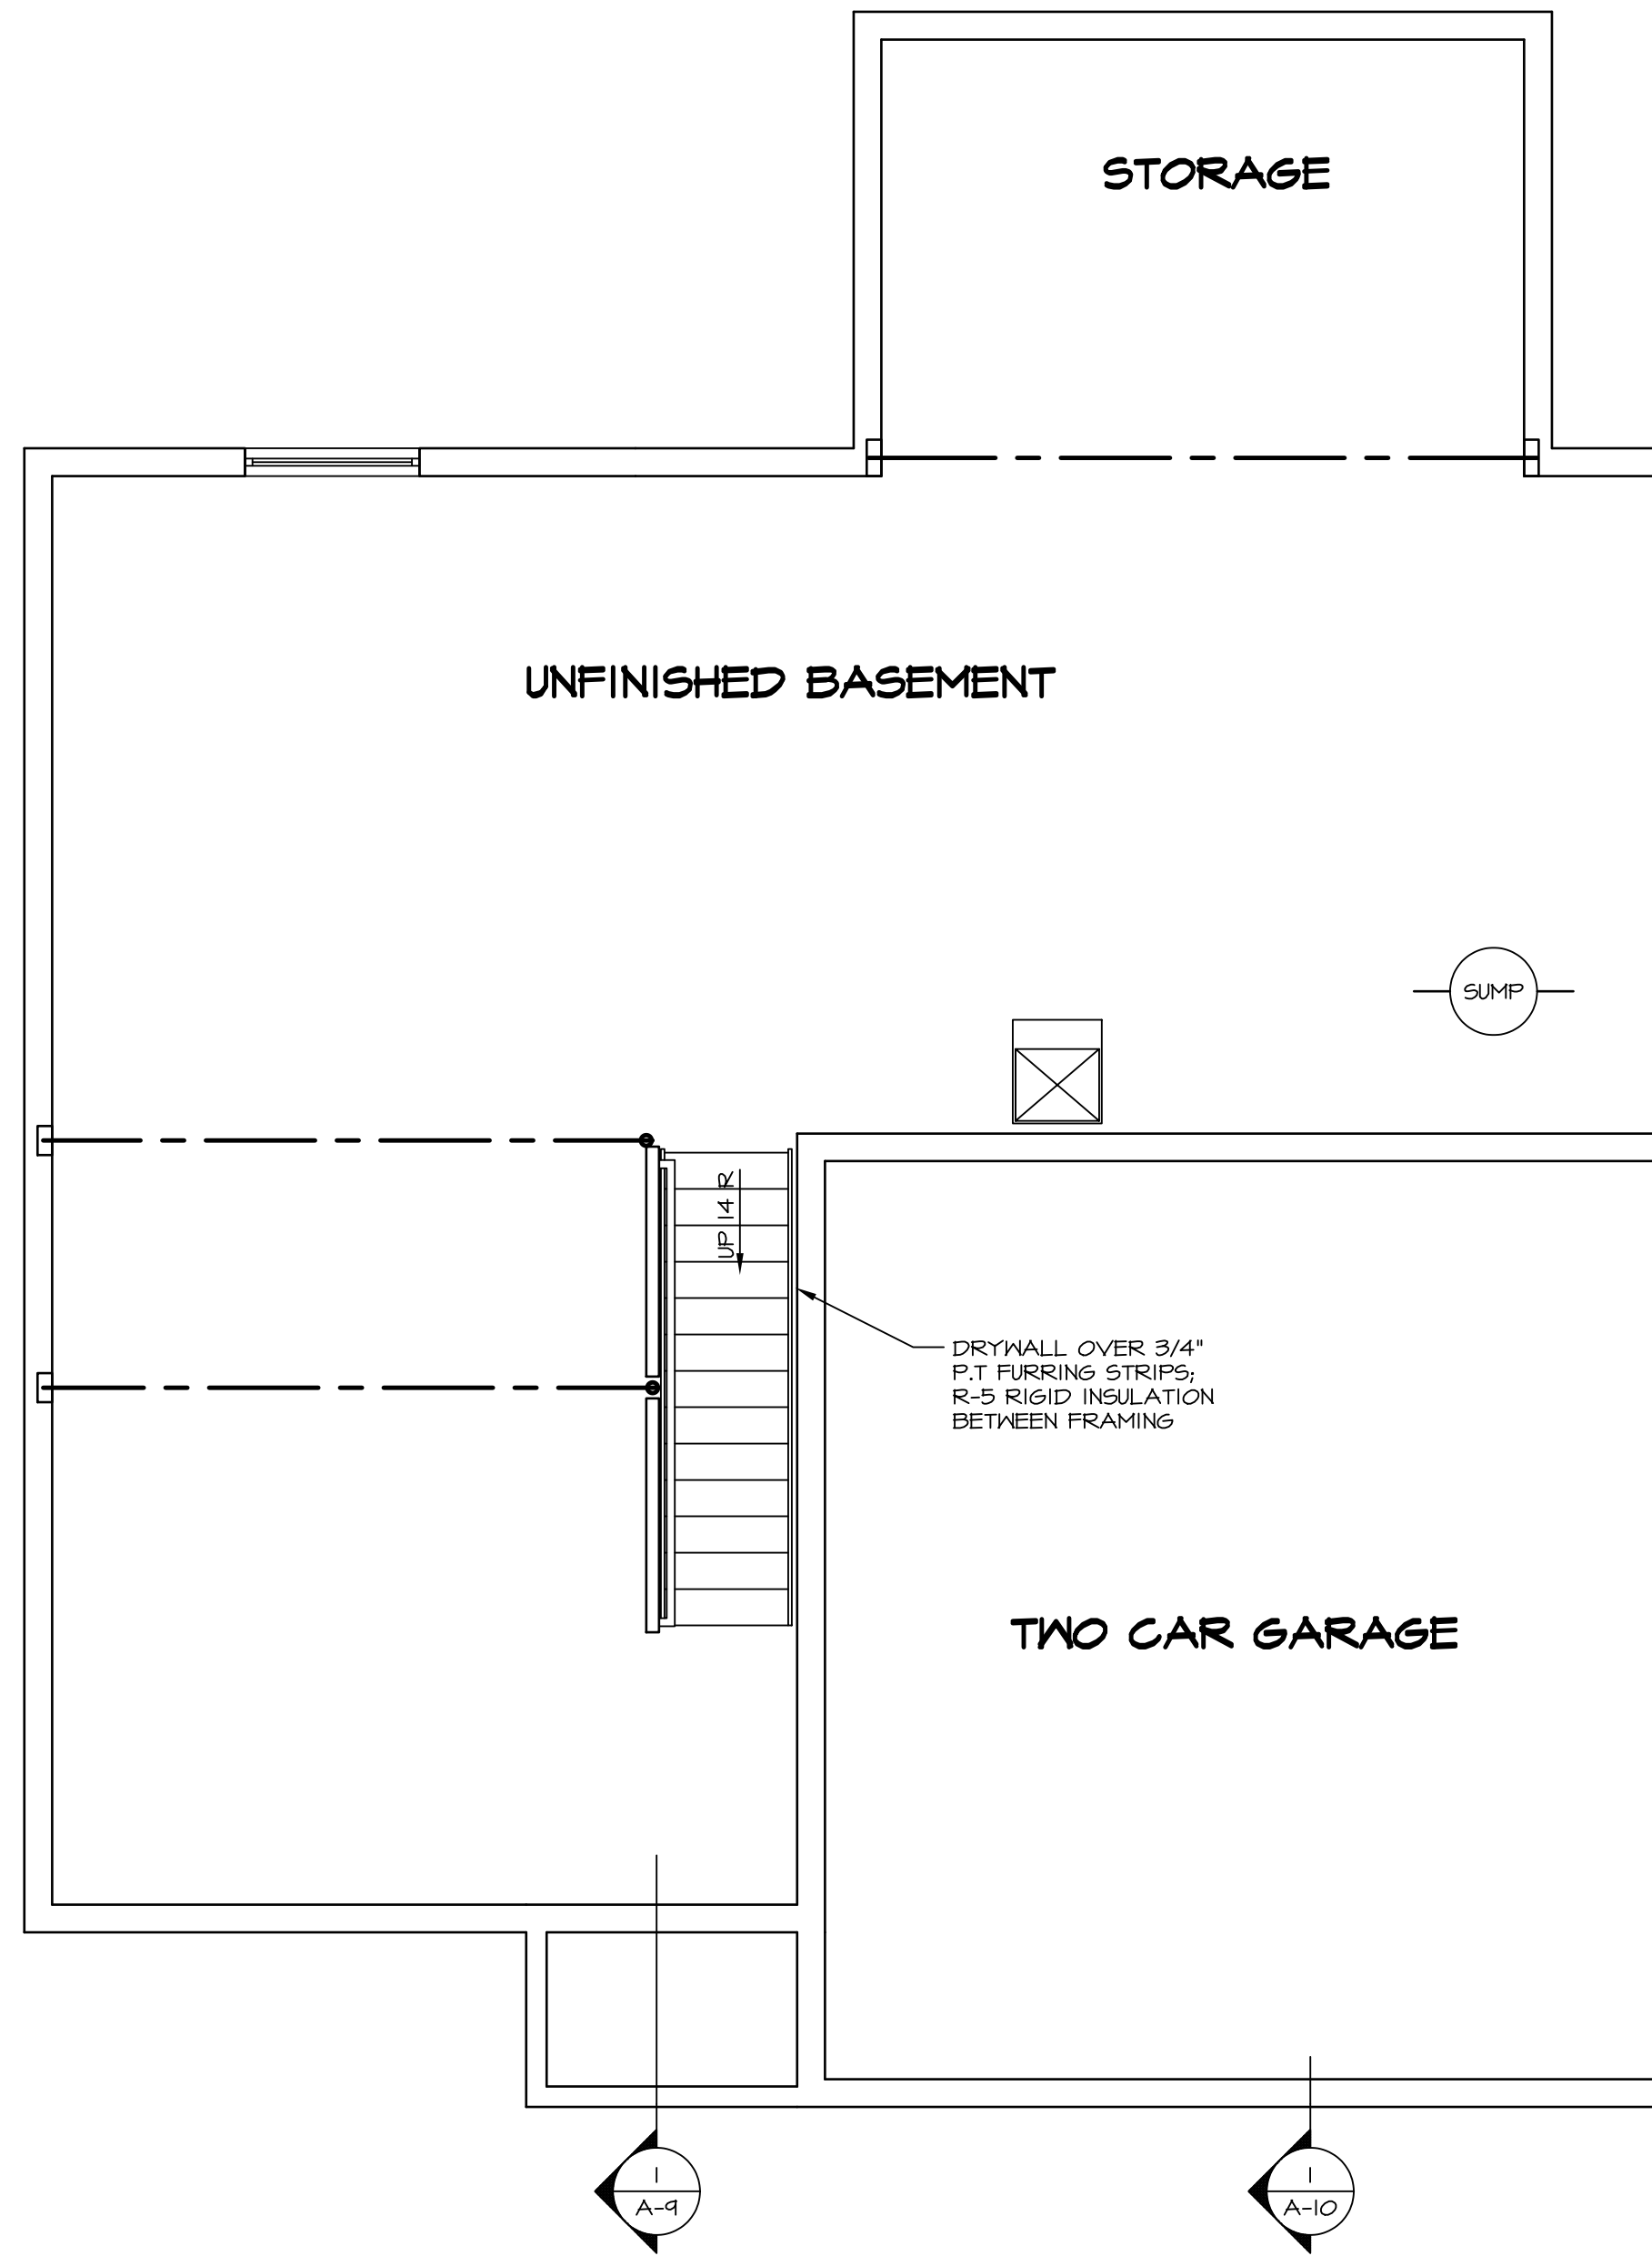 STORAGE
UNFINISHED BASEMENT
SUMP
UP 14 R
DRYWALL OVER 3/4"
P.T FURRING STRIPS;
R-5 RIGID INSULATION
BETWEEN FRAMING
TWO CAR GARAGE
1
A-9
1
A-10